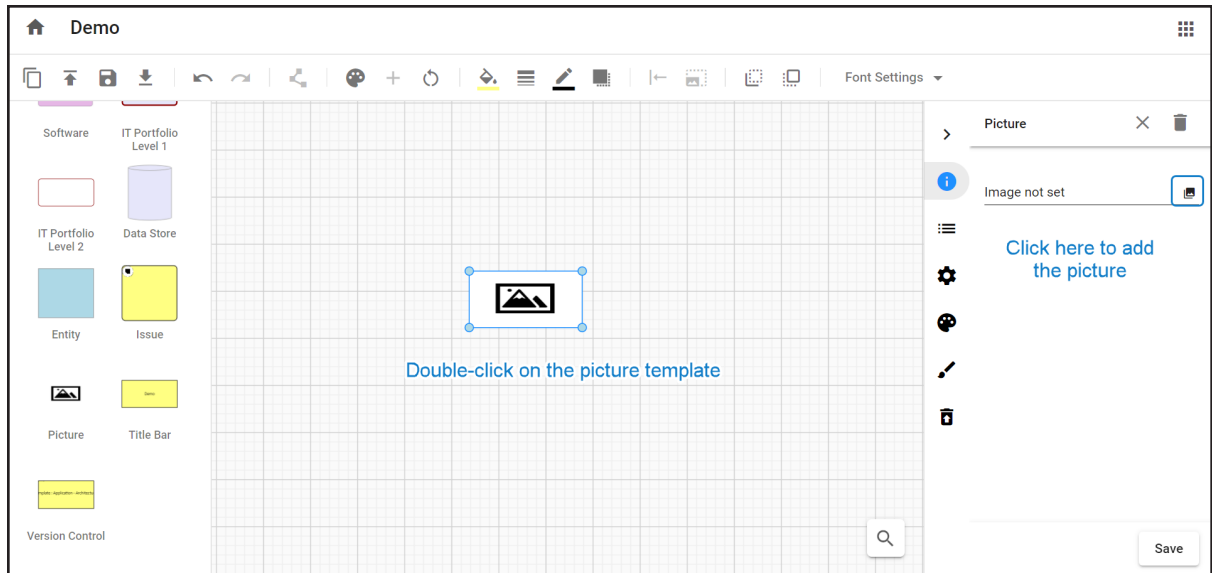 Demo
Font Settings
Software
IT Portfolio
Level 1
IT Portfolio
Level 2
Data Store
Entity
Issue
Picture
Title Bar
Demo
Version Control
Double-click on the picture template
Picture
Image not set
Click here to add
the picture
Save